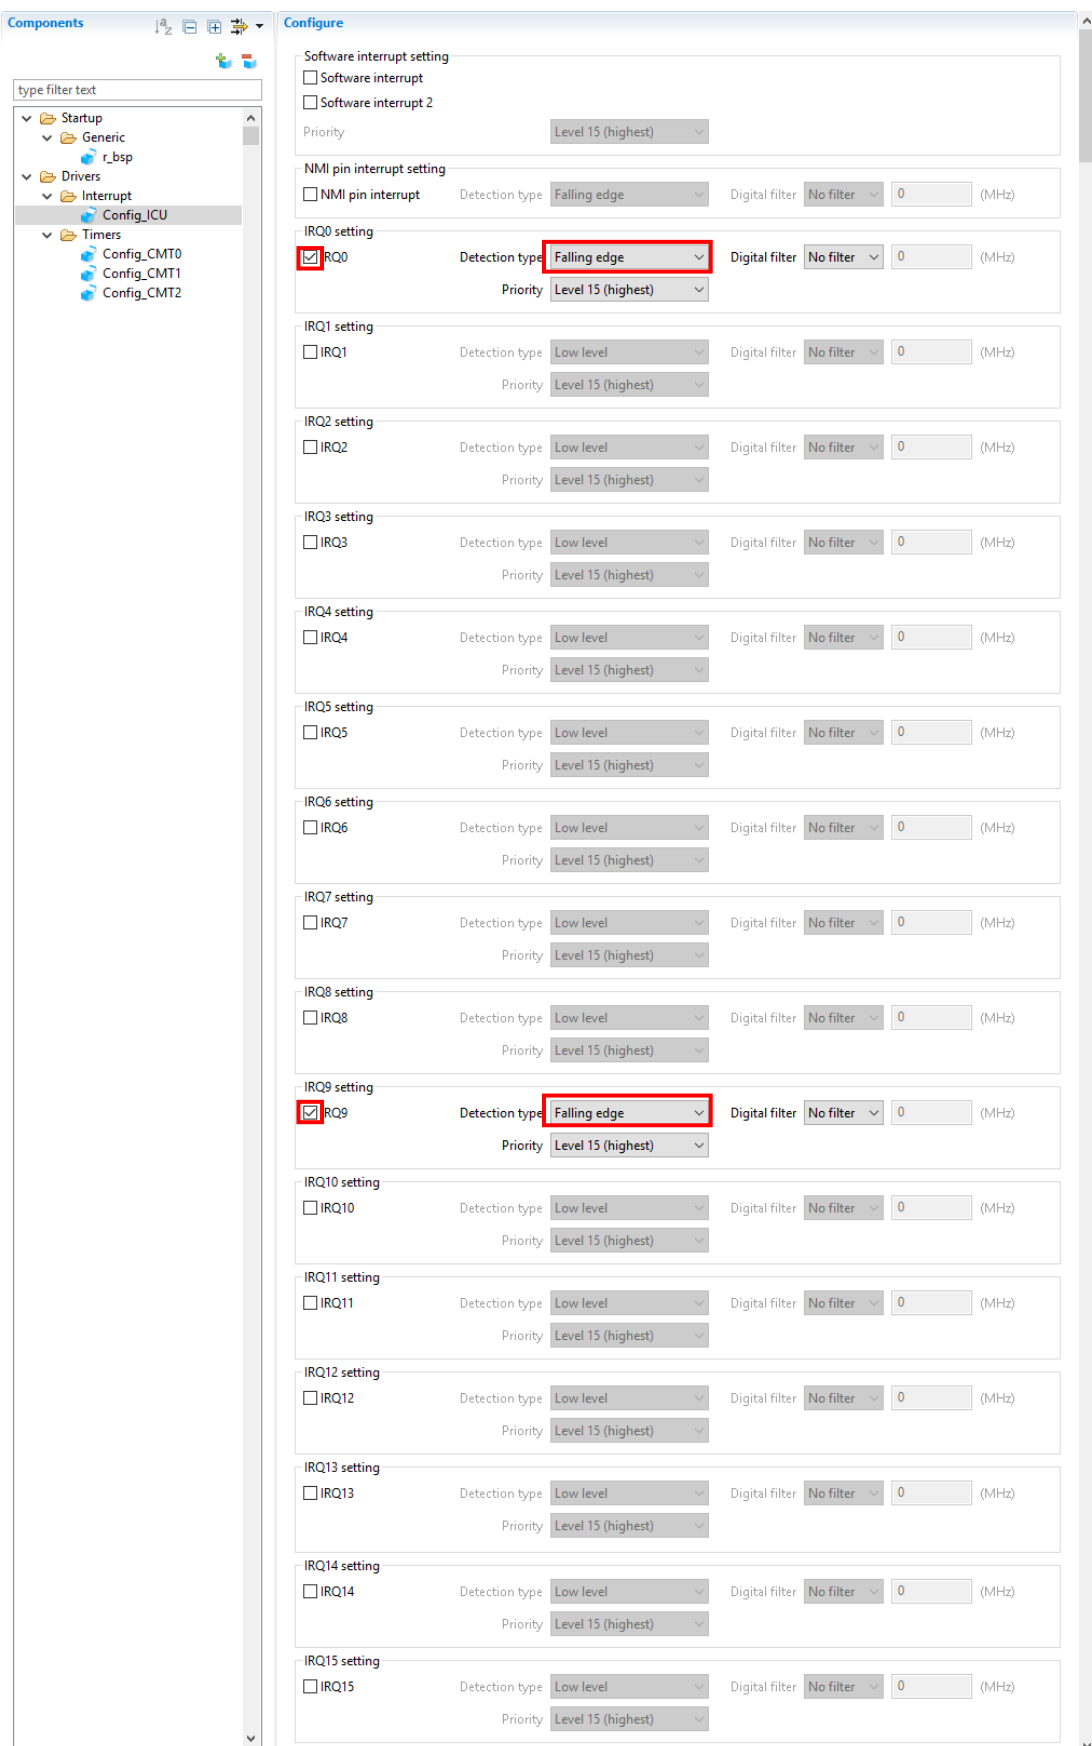 Components
type filter text
Startup
Generic
r_bsp
Drivers
Interrupt
Config_ICU
Timers
Config_CMT0
Config_CMT1
Config_CMT2
Configure
Software interrupt setting
Software interrupt
Software interrupt 2
Priority Level 15 (highest)
NMI pin interrupt setting
NMI pin interrupt Detection type Falling edge Digital filter No filter 0 (MHz)
IRQ0 setting
RQ0 Detection type Falling edge Digital filter No filter 0 (MHz)
Priority Level 15 (highest)
IRQ1 setting
IRQ1 Detection type Low level Digital filter No filter 0 (MHz)
Priority Level 15 (highest)
IRQ2 setting
IRQ2 Detection type Low level Digital filter No filter 0 (MHz)
Priority Level 15 (highest)
IRQ3 setting
IRQ3 Detection type Low level Digital filter No filter 0 (MHz)
Priority Level 15 (highest)
IRQ4 setting
IRQ4 Detection type Low level Digital filter No filter 0 (MHz)
Priority Level 15 (highest)
IRQ5 setting
IRQ5 Detection type Low level Digital filter No filter 0 (MHz)
Priority Level 15 (highest)
IRQ6 setting
IRQ6 Detection type Low level Digital filter No filter 0 (MHz)
Priority Level 15 (highest)
IRQ7 setting
IRQ7 Detection type Low level Digital filter No filter 0 (MHz)
Priority Level 15 (highest)
IRQ8 setting
IRQ8 Detection type Low level Digital filter No filter 0 (MHz)
Priority Level 15 (highest)
IRQ9 setting
RQ9 Detection type Falling edge Digital filter No filter 0 (MHz)
Priority Level 15 (highest)
IRQ10 setting
IRQ10 Detection type Low level Digital filter No filter 0 (MHz)
Priority Level 15 (highest)
IRQ11 setting
IRQ11 Detection type Low level Digital filter No filter 0 (MHz)
Priority Level 15 (highest)
IRQ12 setting
IRQ12 Detection type Low level Digital filter No filter 0 (MHz)
Priority Level 15 (highest)
IRQ13 setting
IRQ13 Detection type Low level Digital filter No filter 0 (MHz)
Priority Level 15 (highest)
IRQ14 setting
IRQ14 Detection type Low level Digital filter No filter 0 (MHz)
Priority Level 15 (highest)
IRQ15 setting
IRQ15 Detection type Low level Digital filter No filter 0 (MHz)
Priority Level 15 (highest)